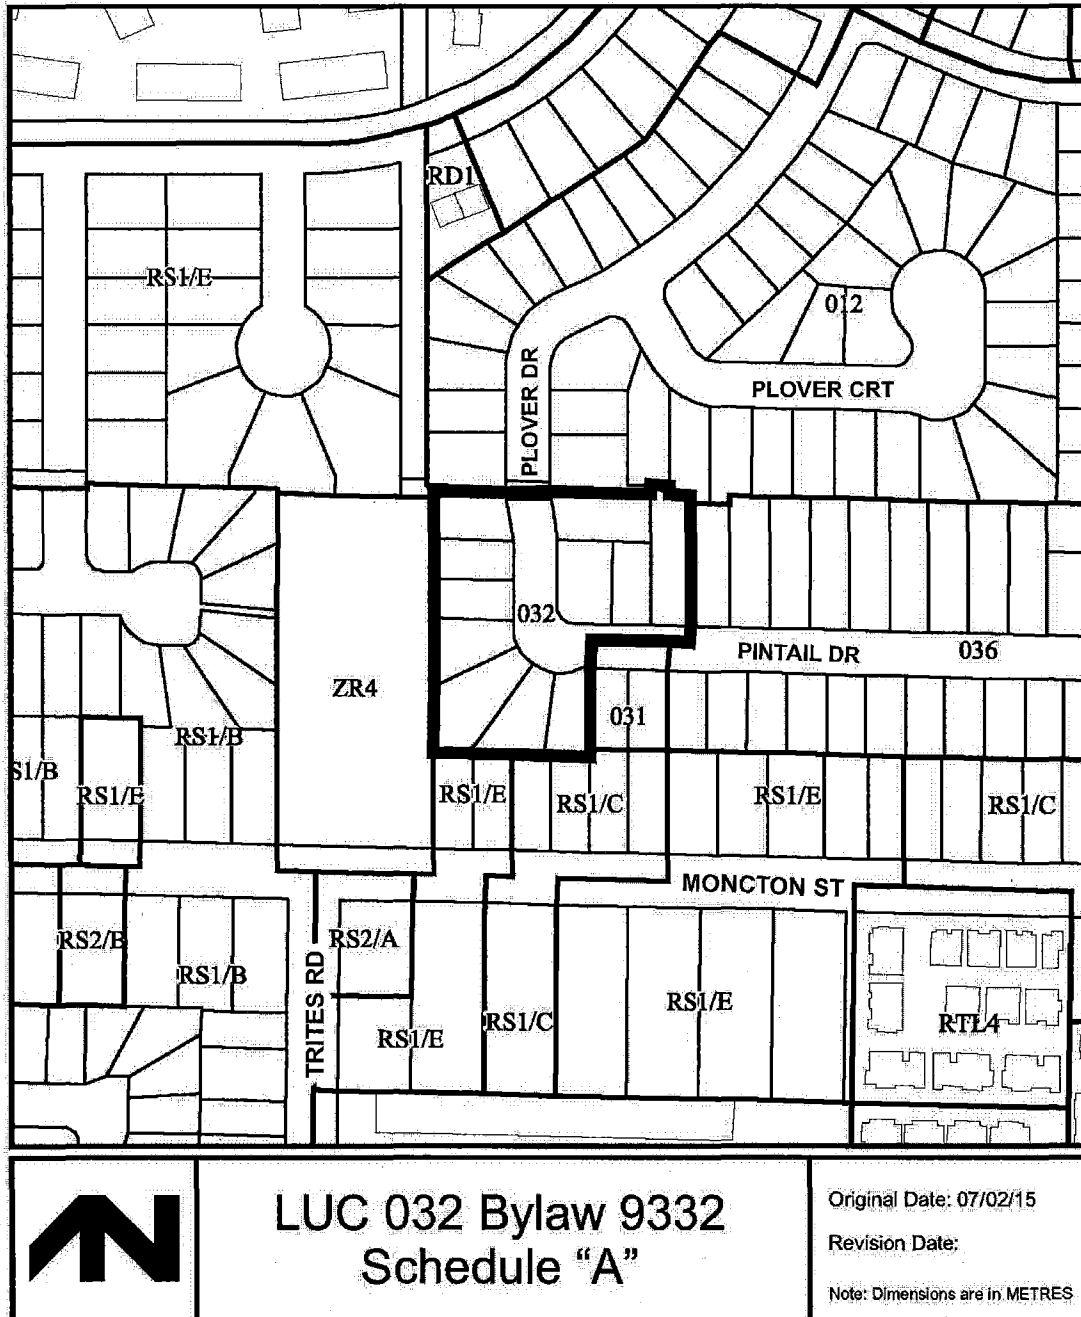 RD1
RS1/E
012
PLOVER DR
PLOVER CRT
032
PINTAIL DR
036
ZR4
031
RS1/B
S1/B
RS1/E
RS1/E
RS1/C
RS1/E
RS1/C
MONCTON ST
RS2/B
RS1/B
TRITES RD
RS2/A
RS1/E
RS1/C
RS1/E
RTL4
LUC 032 Bylaw 9332
Schedule “A”
Original Date: 07/02/15
Revision Date:
Note: Dimensions are in METRES